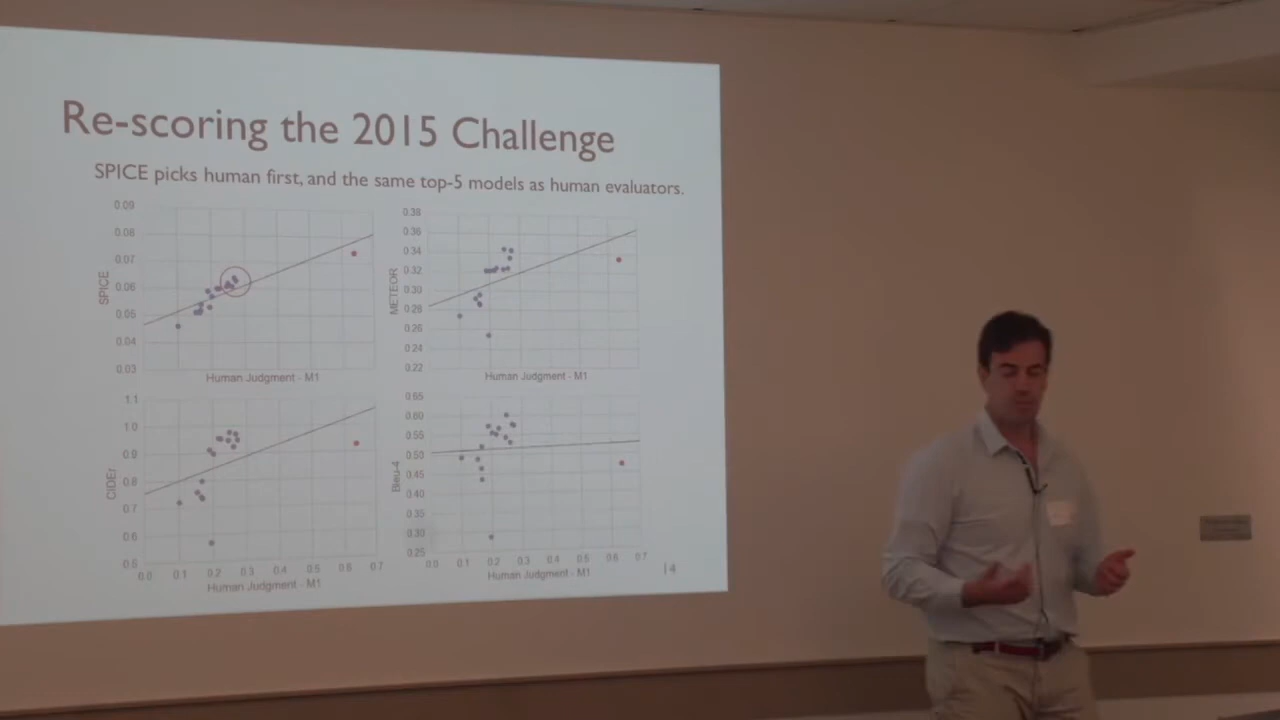 Re-scoring the 2015 Challenge
SPICE picks human first, and the same top-5 models as human evaluators.
0.09
0.08
0.07
0.06
0.05
0.04
0.03
SPICE
Human Judgment - M1
0.38
0.36
0.34
0.32
0.30
0.28
0.26
0.24
0.22
METEOR
Human Judgment - M1
1.1
1.0
0.9
0.8
0.7
0.6
0.5
CIDEr
0.0 0.1 0.2 0.3 0.4 0.5 0.6 0.7
Human Judgment - M1
0.65
0.60
0.55
0.50
0.45
0.40
0.35
0.30
0.25
Bleu-4
0.0 0.1 0.2 0.3 0.4 0.5 0.6 0.7
Human Judgment - M1
14